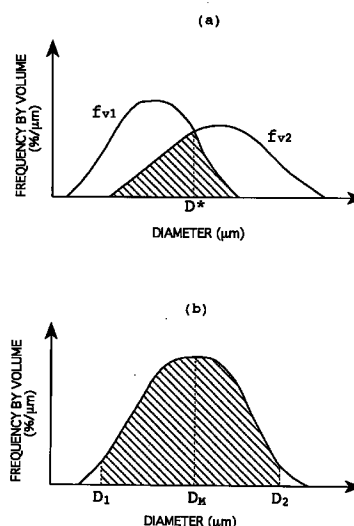 (a)
FREQUENCY BY VOLUME
(%/μm)
fv1
fv2
D*
DIAMETER (μm)
(b)
FREQUENCY BY VOLUME
(%/μm)
D1 DM D2
DIAMETER (μm)